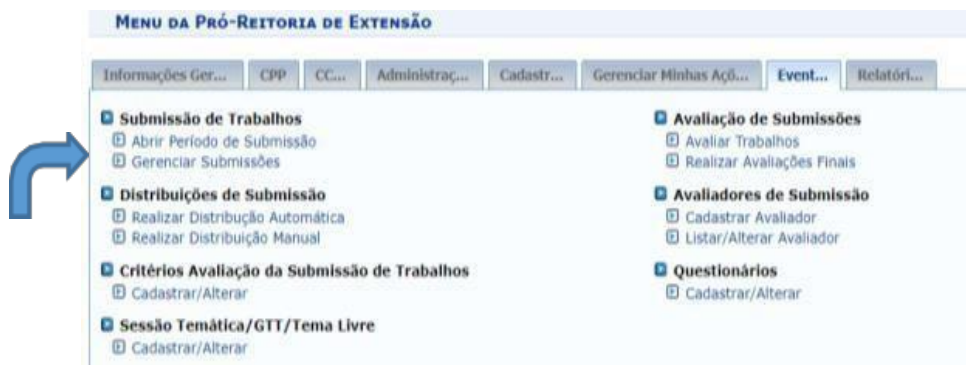 MENU DA PRÓ-REITORIA DE EXTENSÃO
Informações Ger...
CPP
CC...
Administraç...
Cadastr...
Gerenciar Minhas Açõ...
Event...
Relatóri...
Submissão de Trabalhos
Abrir Período de Submissão
Gerenciar Submissões
Distribuições de Submissão
Realizar Distribução Automática
Realizar Distribuição Manual
Critérios Avaliação da Submissão de Trabalhos
Cadastrar/Alterar
Sessão Temática/GTT/Tema Livre
Cadastrar/Alterar
Avaliação de Submissões
Avaliar Trabalhos
Realizar Avaliações Finais
Avaliadores de Submissão
Cadastrar Avaliador
Listar/Alterar Avaliador
Questionários
Cadastrar/Alterar